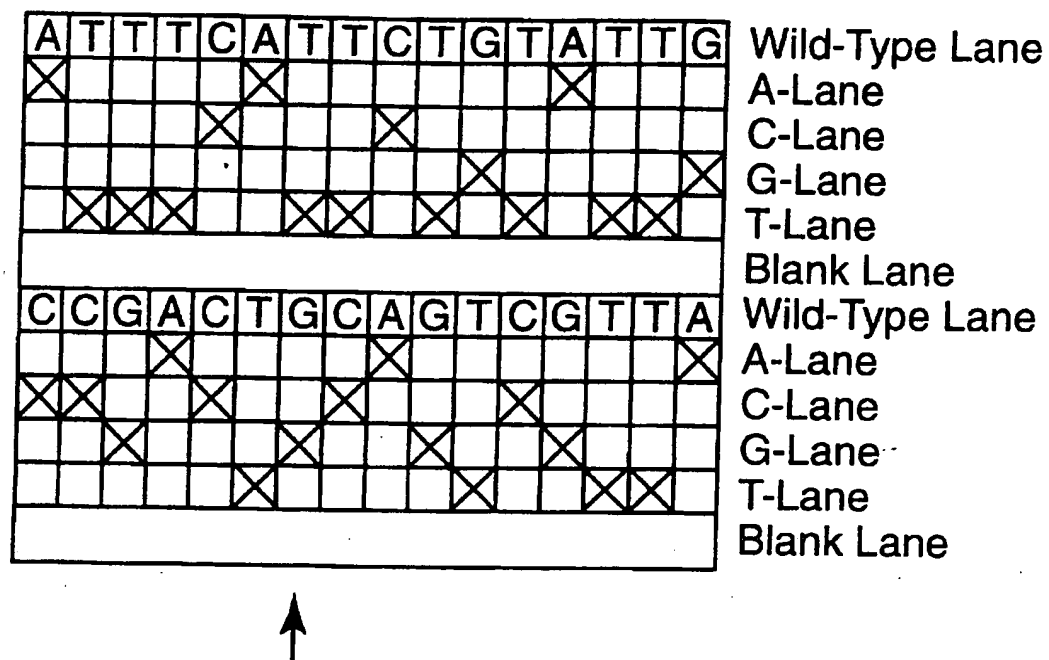 A T T T C A T T C T G T A T T G Wild-Type Lane
A-Lane
C-Lane
G-Lane
T-Lane
Blank Lane
C C G A C T G C A G T C G T T A Wild-Type Lane
A-Lane
C-Lane
G-Lane
T-Lane
Blank Lane